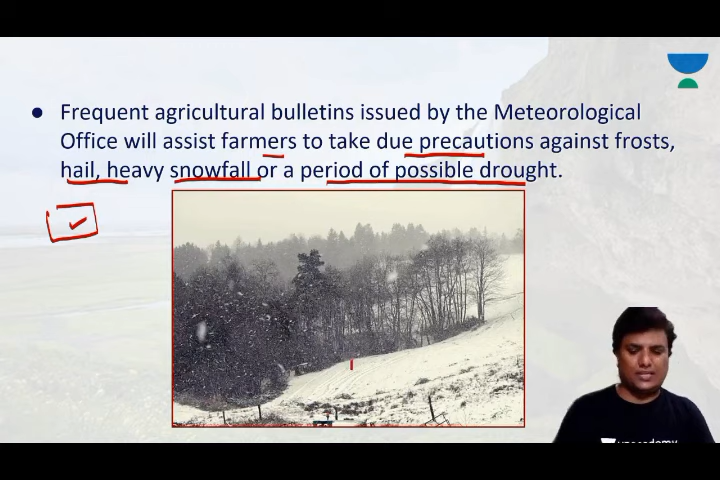 ● Frequent agricultural bulletins issued by the Meteorological
Office will assist farmers to take due precautions against frosts,
hail, heavy snowfall or a period of possible drought.